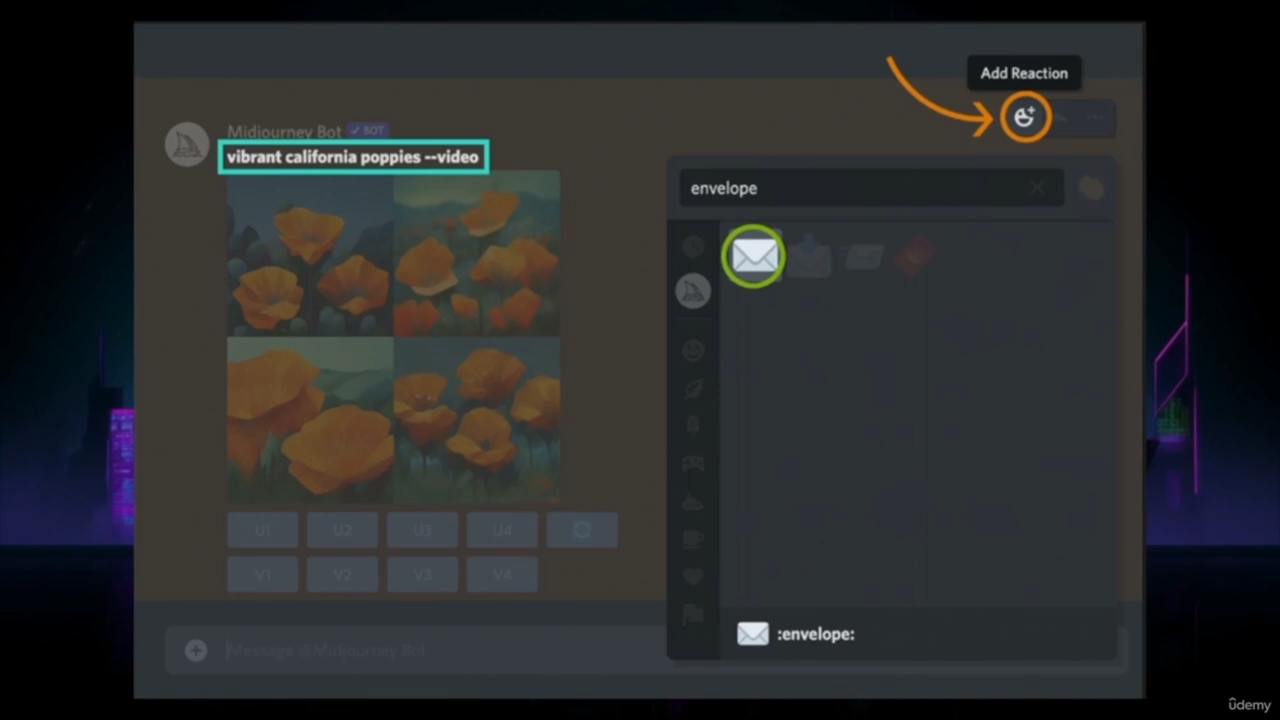 Add Reaction
Midjourney Bot ✓ BOT
vibrant california poppies --video
envelope
U1 U2 U3 U4
V1 V2 V3 V4
:envelope:
Message @Midjourney Bot
ûdemy